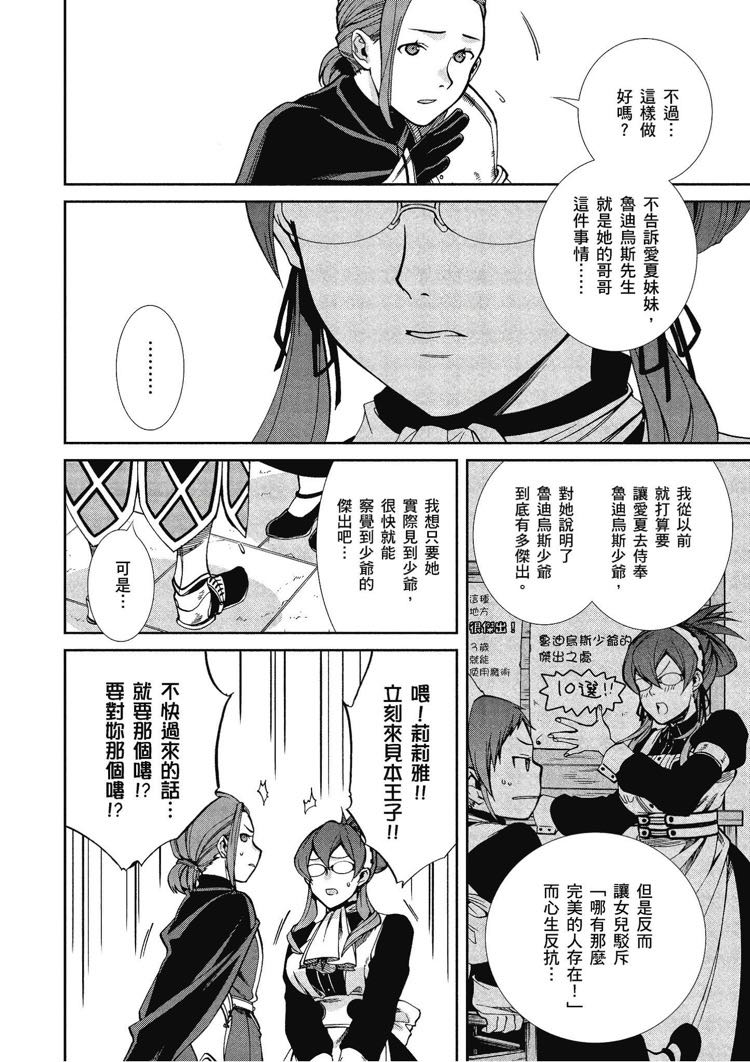 不過…
這樣做
好嗎？
不告訴愛夏妹妹，
魯迪烏斯先生
就是她的哥哥
這件事情……
………
我從以前
就打算要
讓愛夏去侍奉
魯迪烏斯少爺，
對她說明了
魯迪烏斯少爺
到底有多傑出。
魯迪烏斯少爺的
傑出之處
10選!!
這種
地方
很傑出！
3歲
就能
使用魔術
但是反而
讓女兒駁斥
「哪有那麼
完美的人存在！」
而心生反抗…
我想只要她
實際見到少爺，
很快就能
察覺到少爺的
傑出吧…
可是…
喂！莉莉雅!!
立刻來見本王子!!
不快過來的話…
就要那個嘍!?
要對妳那個嘍!?